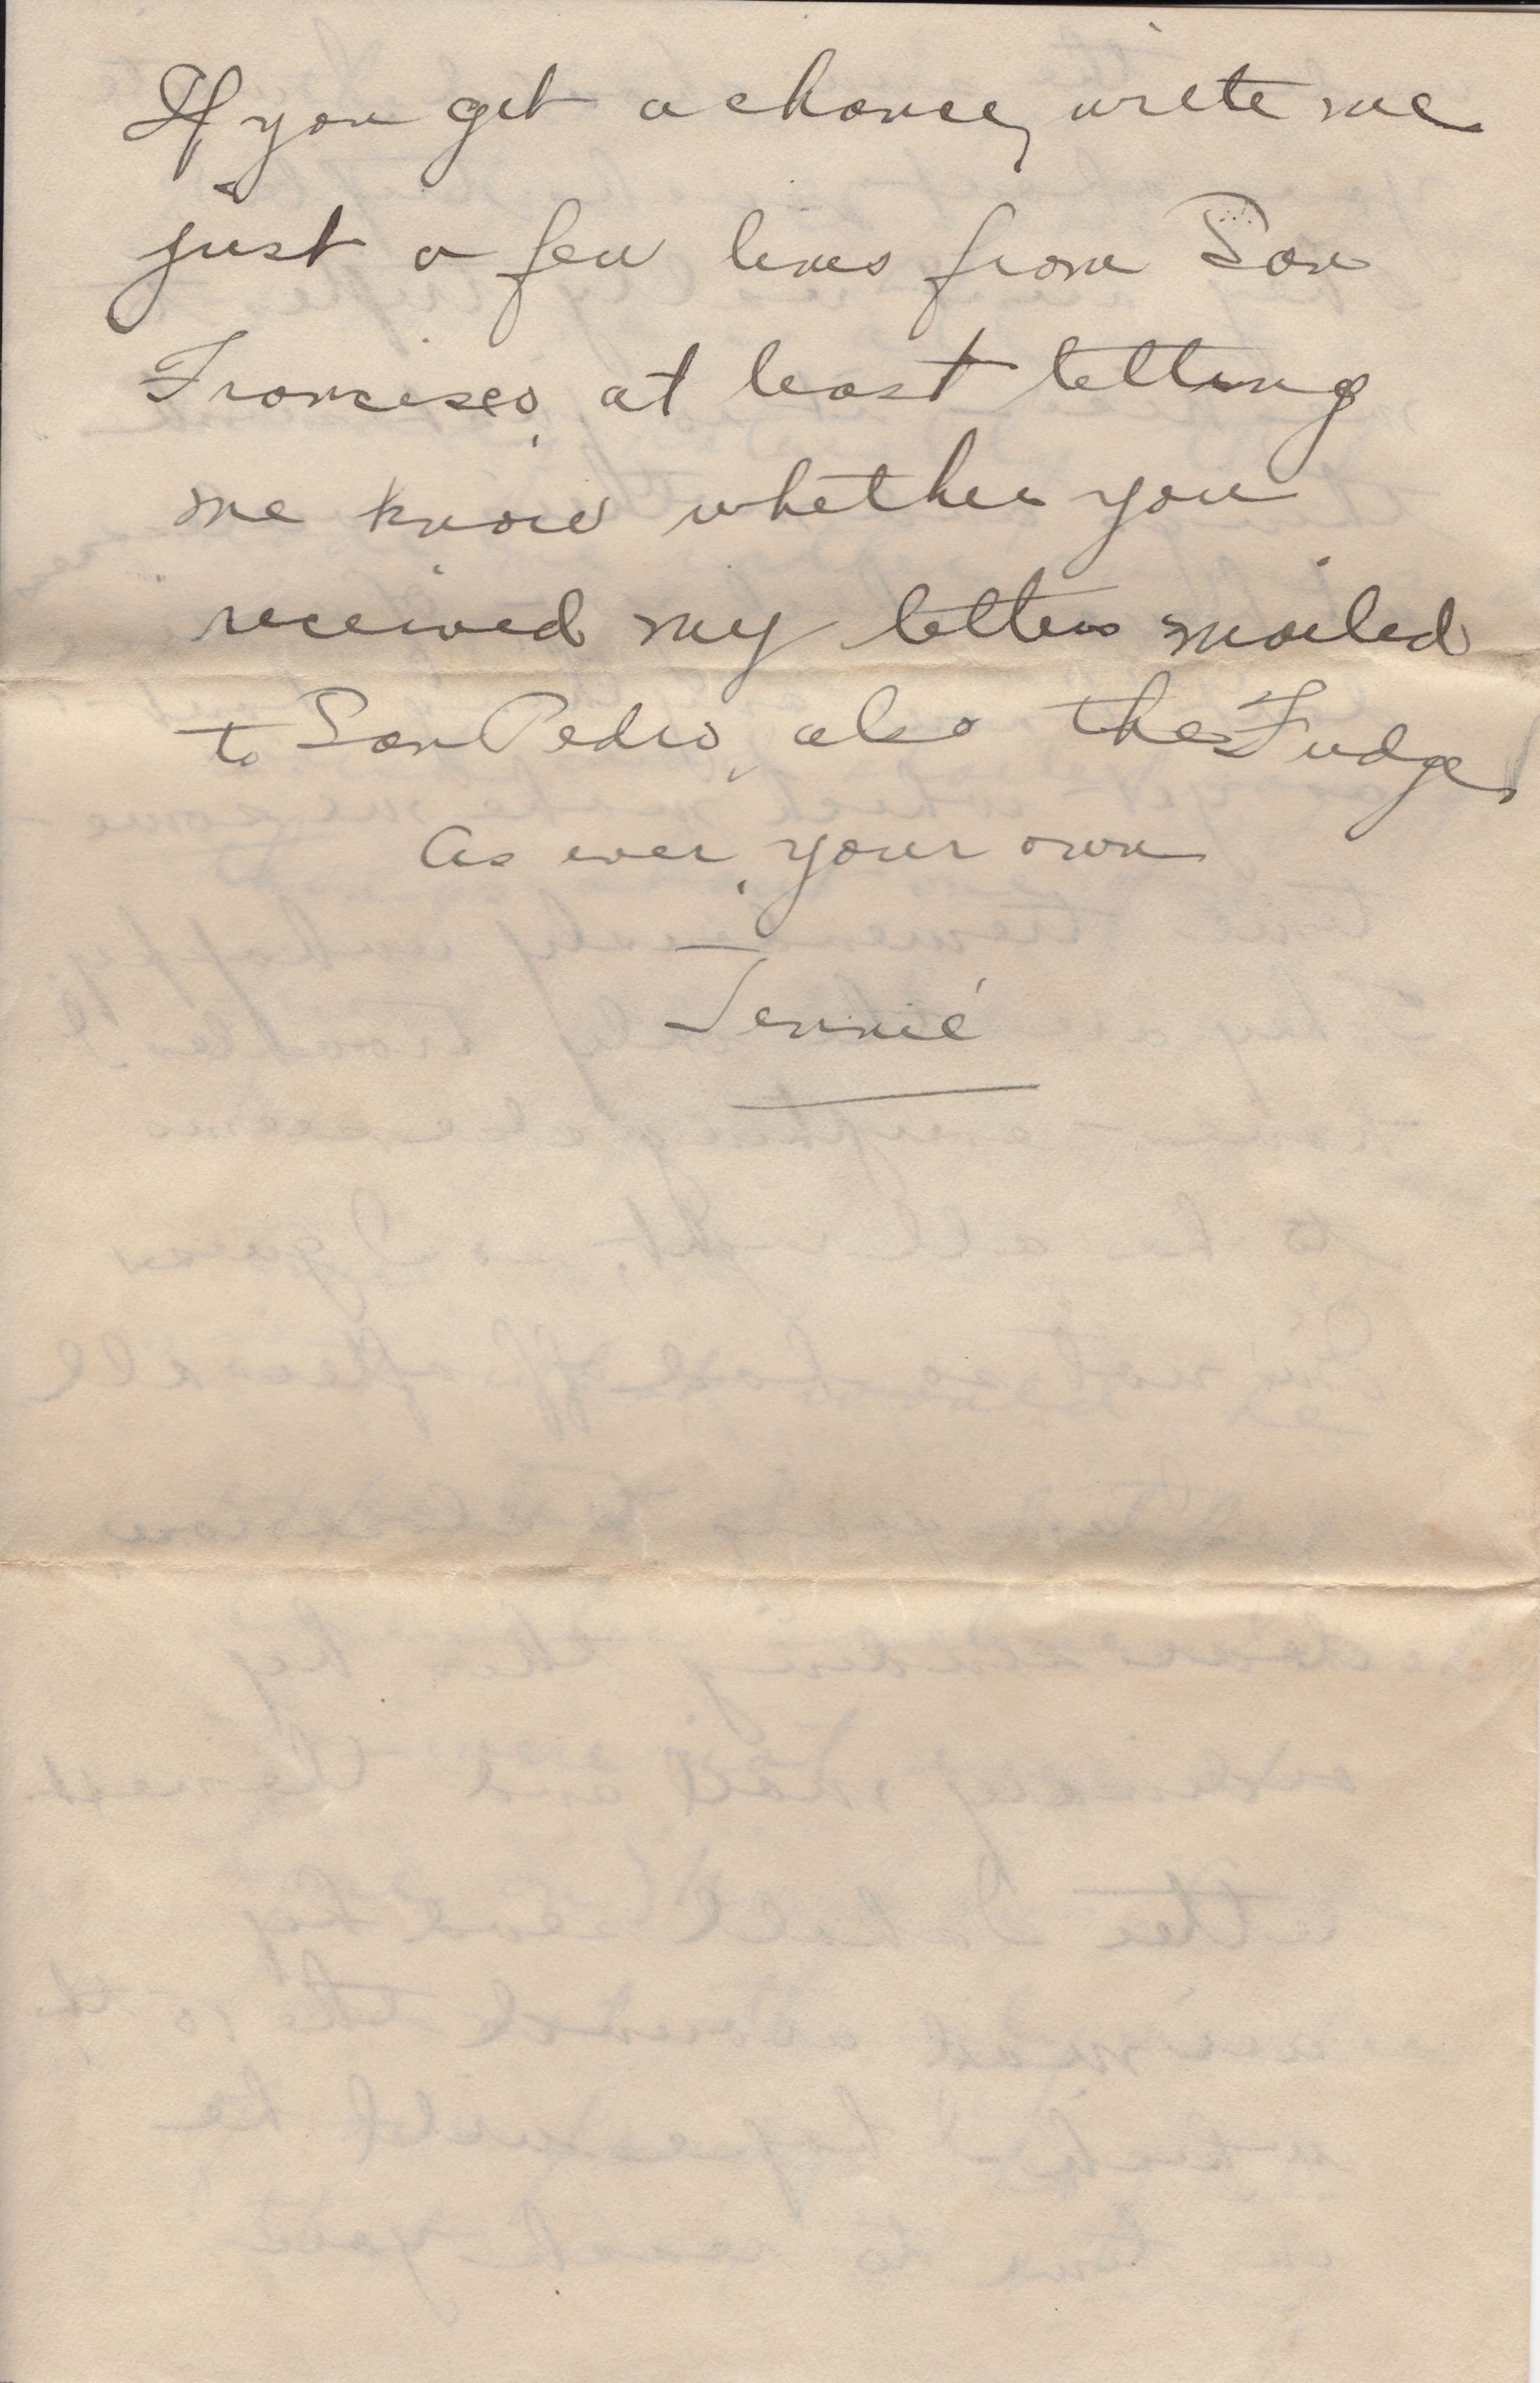 If you get a chance, write me
just a few lines from San
Francisco, at least letting
me know whether you
received my letters mailed
to San Pedro, also the Fudge.
As ever, your own
Jennie